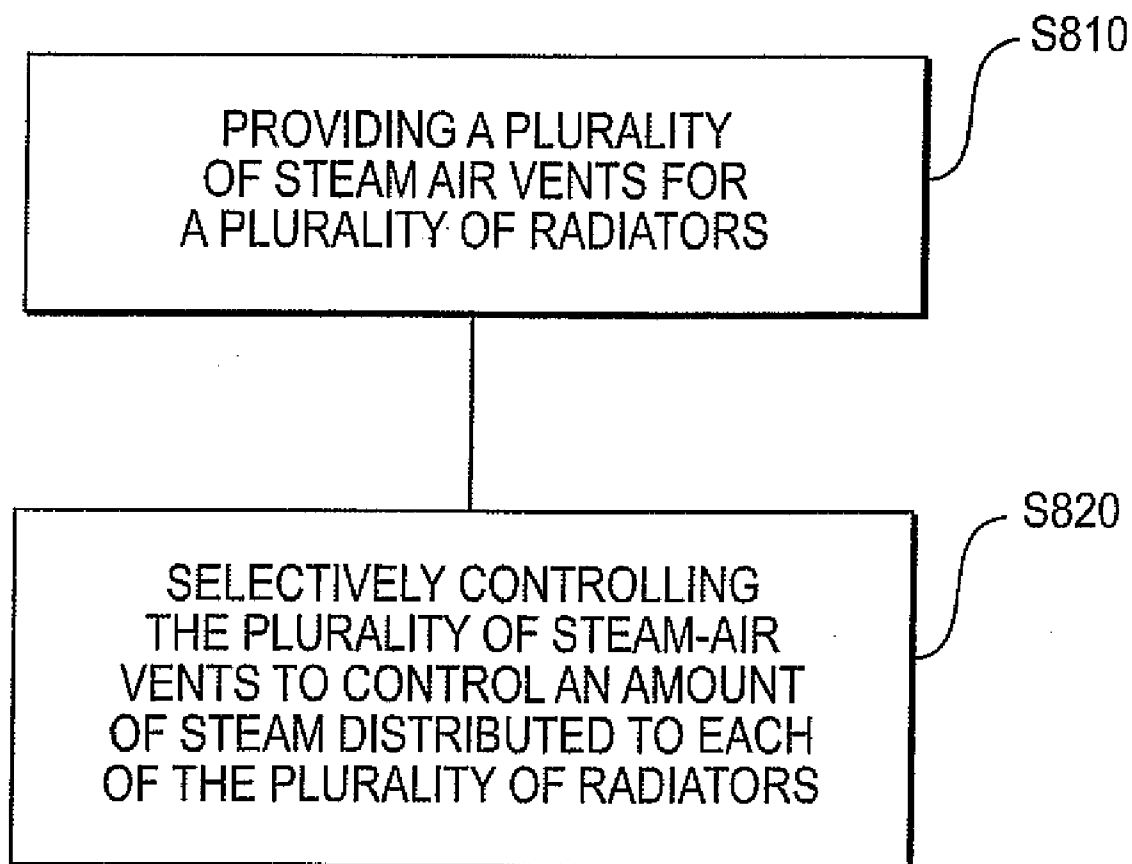 S810
PROVIDING A PLURALITY
OF STEAM AIR VENTS FOR
A PLURALITY OF RADIATORS
S820
SELECTIVELY CONTROLLING
THE PLURALITY OF STEAM-AIR
VENTS TO CONTROL AN AMOUNT
OF STEAM DISTRIBUTED TO EACH
OF THE PLURALITY OF RADIATORS